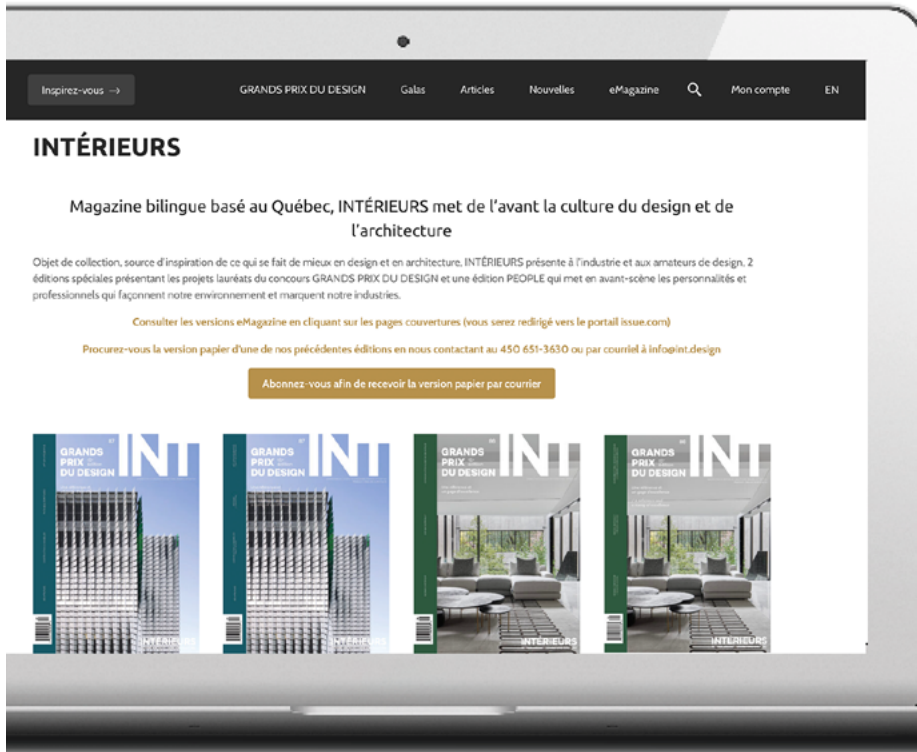 Inspirez-vous →
GRANDS PRIX DU DESIGN
Galas
Articles
Nouvelles
eMagazine
Mon compte
EN
INTÉRIEURS
Magazine bilingue basé au Québec, INTÉRIEURS met de l'avant la culture du design et de
l'architecture
Objet de collection, source d'inspiration de ce qui se fait de mieux en design et en architecture, INTÉRIEURS présente à l'industrie et aux amateurs de design, 2
éditions spéciales présentant les projets lauréats du concours GRANDS PRIX DU DESIGN et une édition PEOPLE qui met en avant-scène les personnalités et
professionnels qui façonnent notre environnement et marquent notre industries.
Consulter les versions eMagazine en cliquant sur les pages couvertures (vous serez redirigé vers le portail issue.com)
Procurez-vous la version papier d'une de nos précédentes éditions en nous contactant au 450 651-3630 ou par courriel à info@int.design
Abonnez-vous afin de recevoir la version papier par courrier
INT
GRANDS
PRIX
DU DESIGN
INTÉRIEURS
INT
GRANDS
PRIX
DU DESIGN
INTÉRIEURS
INT
GRANDS
PRIX
DU DESIGN
INTÉRIEURS
INT
GRANDS
PRIX
DU DESIGN
INTÉRIEURS